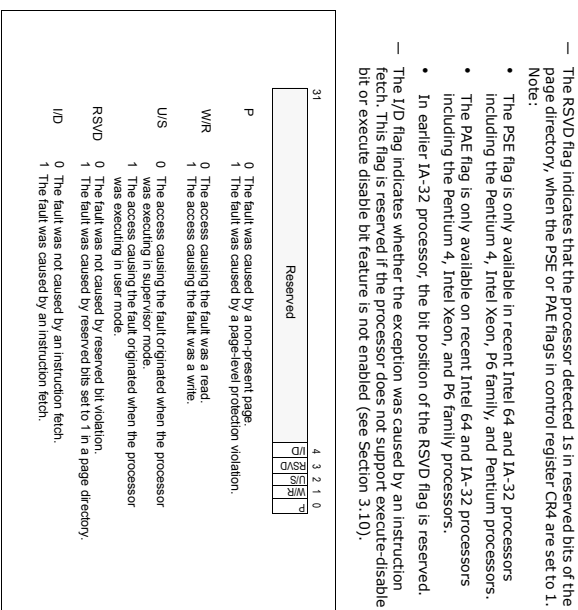 — The RSVD flag indicates that the processor detected 1s in reserved bits of the
page directory, when the PSE or PAE flags in control register CR4 are set to 1.
Note:
• The PSE flag is only available in recent Intel 64 and IA-32 processors
including the Pentium 4, Intel Xeon, P6 family, and Pentium processors.
• The PAE flag is only available on recent Intel 64 and IA-32 processors
including the Pentium 4, Intel Xeon, and P6 family processors.
• In earlier IA-32 processor, the bit position of the RSVD flag is reserved.
— The I/D flag indicates whether the exception was caused by an instruction
fetch. This flag is reserved if the processor does not support execute-disable
bit or execute disable bit feature is not enabled (see Section 3.10).
31 4 3 2 1 0
Reserved I/D RSVD U/S W/R P
P 0 The fault was caused by a non-present page.
1 The fault was caused by a page-level protection violation.
W/R 0 The access causing the fault was a read.
1 The access causing the fault was a write.
U/S 0 The access causing the fault originated when the processor
was executing in supervisor mode.
1 The access causing the fault originated when the processor
was executing in user mode.
RSVD 0 The fault was not caused by reserved bit violation.
1 The fault was caused by reserved bits set to 1 in a page directory.
I/D 0 The fault was not caused by an instruction fetch.
1 The fault was caused by an instruction fetch.